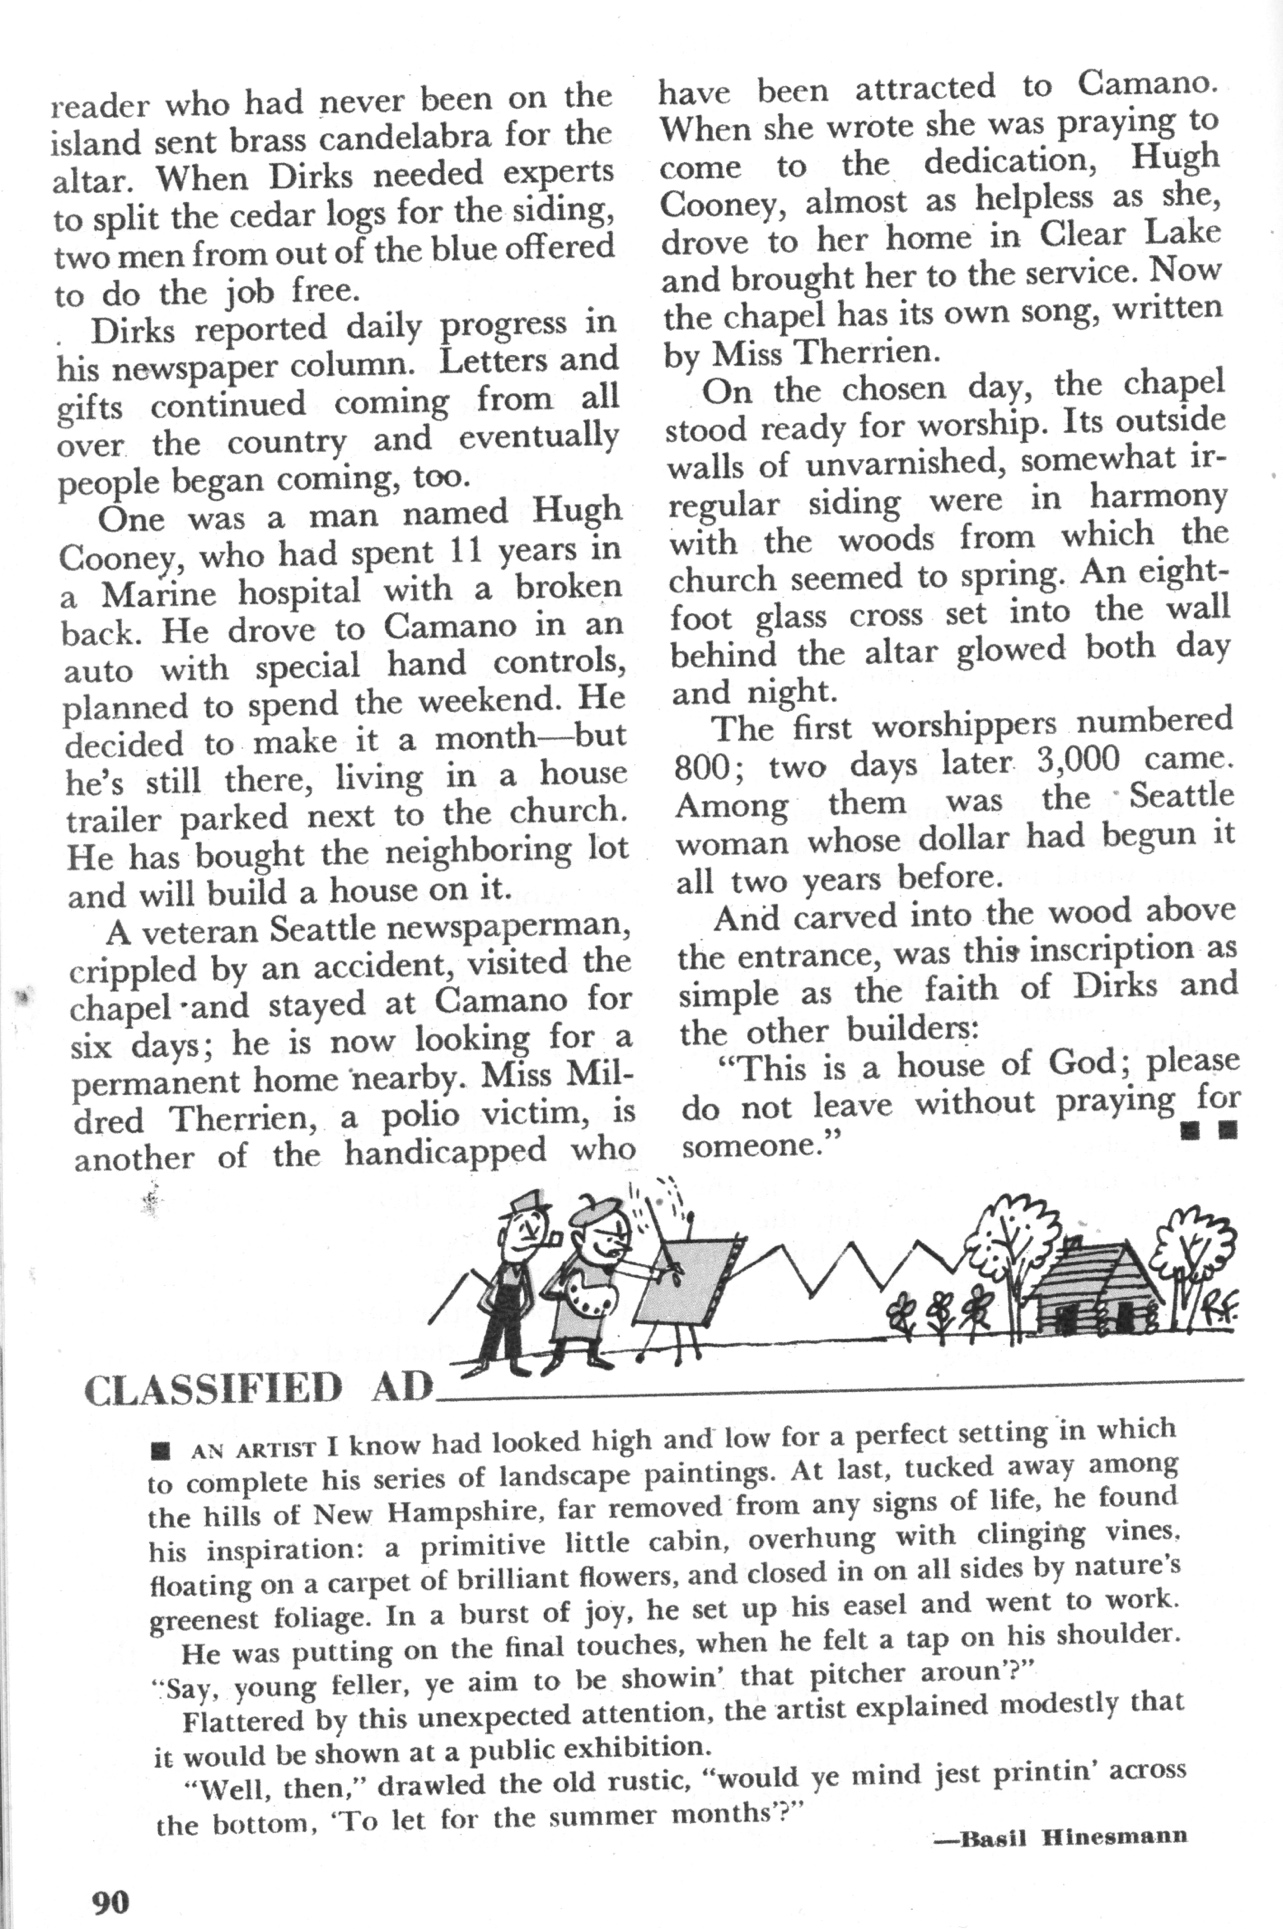 reader who had never been on the
island sent brass candelabra for the
altar. When Dirks needed experts
to split the cedar logs for the siding,
two men from out of the blue offered
to do the job free.
Dirks reported daily progress in
his newspaper column. Letters and
gifts continued coming from all
over the country and eventually
people began coming, too.
One was a man named Hugh
Cooney, who had spent 11 years in
a Marine hospital with a broken
back. He drove to Camano in an
auto with special hand controls,
planned to spend the weekend. He
decided to make it a month—but
he's still there, living in a house
trailer parked next to the church.
He has bought the neighboring lot
and will build a house on it.
A veteran Seattle newspaperman,
crippled by an accident, visited the
chapel and stayed at Camano for
six days; he is now looking for a
permanent home nearby. Miss Mil-
dred Therrien, a polio victim, is
another of the handicapped who
have been attracted to Camano.
When she wrote she was praying to
come to the dedication, Hugh
Cooney, almost as helpless as she,
drove to her home in Clear Lake
and brought her to the service. Now
the chapel has its own song, written
by Miss Therrien.
On the chosen day, the chapel
stood ready for worship. Its outside
walls of unvarnished, somewhat ir-
regular siding were in harmony
with the woods from which the
church seemed to spring. An eight-
foot glass cross set into the wall
behind the altar glowed both day
and night.
The first worshippers numbered
800; two days later 3,000 came.
Among them was the Seattle
woman whose dollar had begun it
all two years before.
And carved into the wood above
the entrance, was this inscription as
simple as the faith of Dirks and
the other builders:
"This is a house of God; please
do not leave without praying for
someone."
R.F.
CLASSIFIED AD
AN ARTIST I know had looked high and low for a perfect setting in which
to complete his series of landscape paintings. At last, tucked away among
the hills of New Hampshire, far removed from any signs of life, he found
his inspiration: a primitive little cabin, overhung with clinging vines,
floating on a carpet of brilliant flowers, and closed in on all sides by nature's
greenest foliage. In a burst of joy, he set up his easel and went to work.
He was putting on the final touches, when he felt a tap on his shoulder.
"Say, young feller, ye aim to be showin' that pitcher aroun'?"
Flattered by this unexpected attention, the artist explained modestly that
it would be shown at a public exhibition.
"Well, then," drawled the old rustic, "would ye mind jest printin' across
the bottom, 'To let for the summer months'?"
—Basil Hinesmann
90